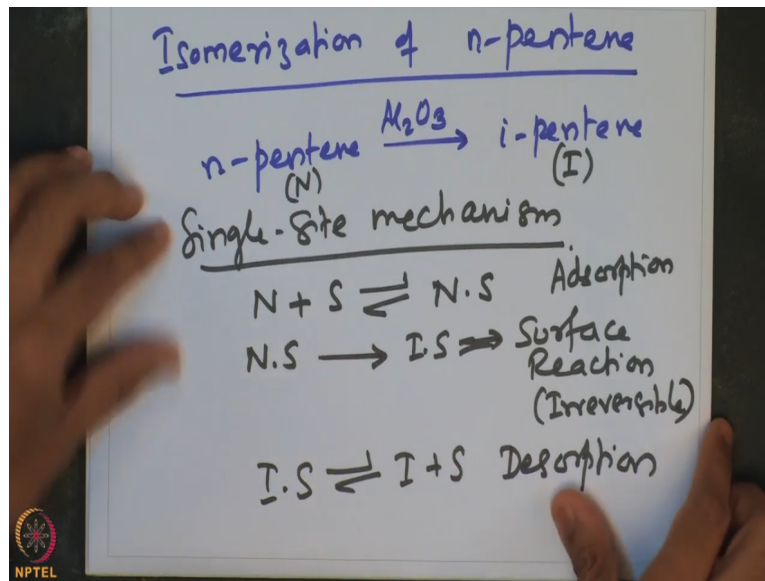 Isomerization of n-pentene
n-pentene Al2O3 → i-pentene
(N) (I)
Single-Site mechanism
N + S ⇌ N.S Adsorption
N.S → I.S ⇒ Surface
Reaction
(Irreversible)
I.S ⇌ I + S Desorption
NPTEL